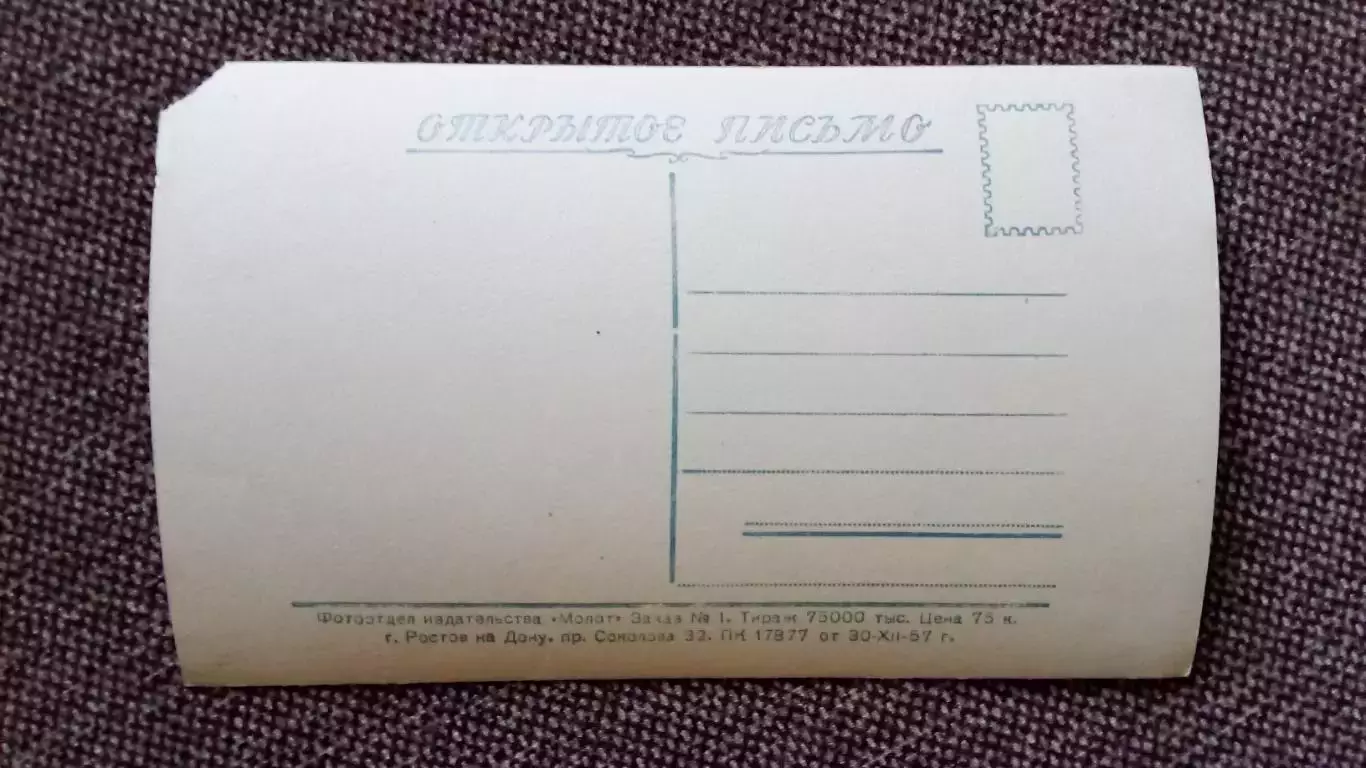 ОТКРЫТОЕ ПИСЬМО
Фотоотдел издательства «Молот» Заказ № 1. Тираж 75000 тыс. Цена 75 к.
г. Ростов на Дону, пр. Соколова 32. ПК 17877 от 30-XII-57 г.